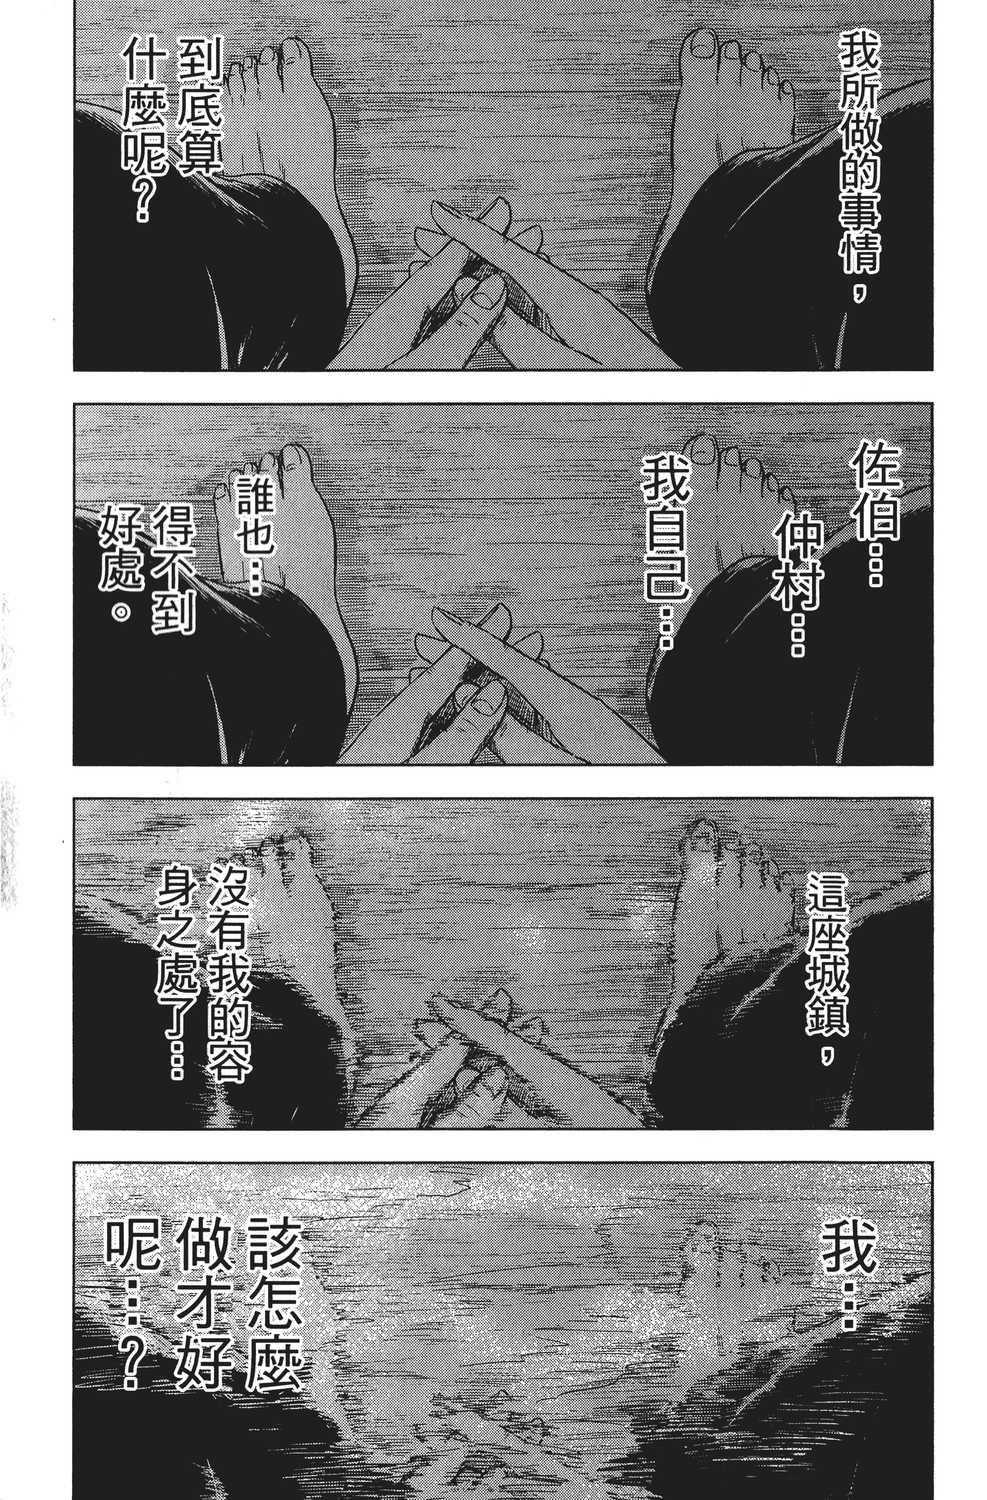 我所做的事情，
到底算
什麼呢？
佐伯…
仲村…
我自己…
誰也…
得不到
好處。
這座城鎮，
沒有我的容
身之處了…
我…
該怎麼
做才好
呢…？